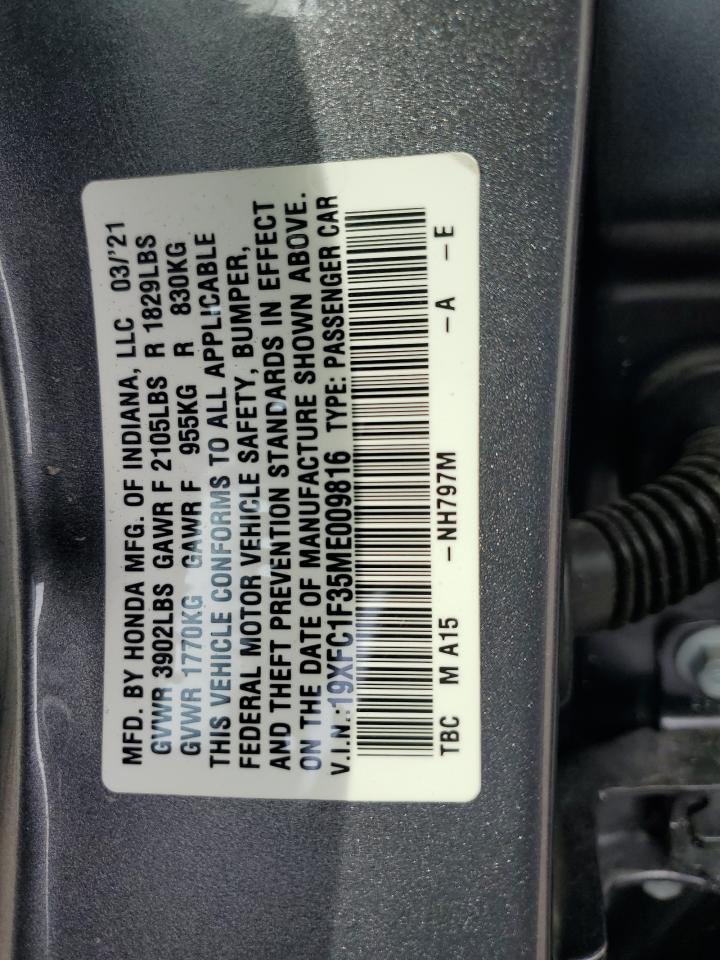 MFD. BY HONDA MFG. OF INDIANA, LLC 03/'21
GVWR 3902LBS GAWR F 2105LBS R 1829LBS
GVWR 1770KG GAWR F 955KG R 830KG
THIS VEHICLE CONFORMS TO ALL APPLICABLE
FEDERAL MOTOR VEHICLE SAFETY, BUMPER,
AND THEFT PREVENTION STANDARDS IN EFFECT
ON THE DATE OF MANUFACTURE SHOWN ABOVE.
V.I.N.:19XFC1F35ME009816 TYPE: PASSENGER CAR
TBC M A15 -NH797M -A -E